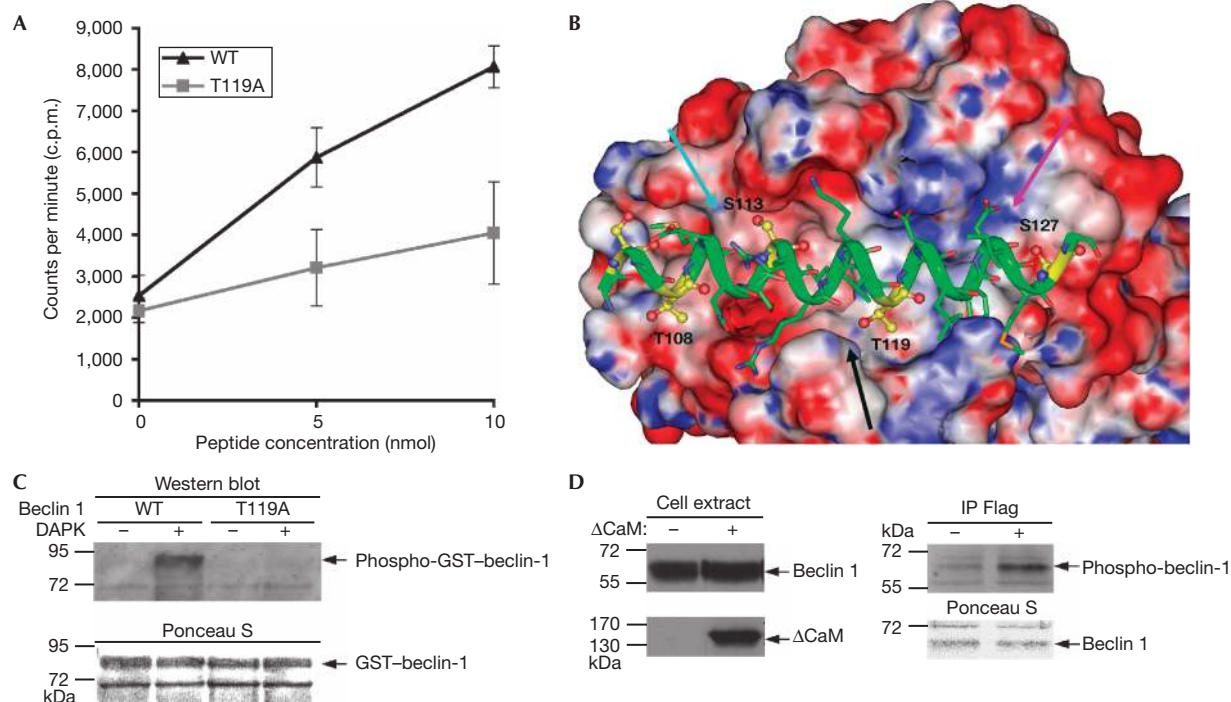 A
9,000
8,000
7,000
6,000
5,000
4,000
3,000
2,000
1,000
0
Counts per minute (c.p.m.)
WT
T119A
0 5 10
Peptide concentration (nmol)
B
S113
S127
T108
T119
C
Western blot
Beclin 1 WT T119A
DAPK – + – +
95
72
Phospho-GST–beclin-1
Ponceau S
95
72
kDa
GST–beclin-1
D
Cell extract
ΔCaM: – +
72
55
Beclin 1
170
130
kDa
ΔCaM
IP Flag
kDa – +
72
55
Phospho-beclin-1
Ponceau S
72
Beclin 1